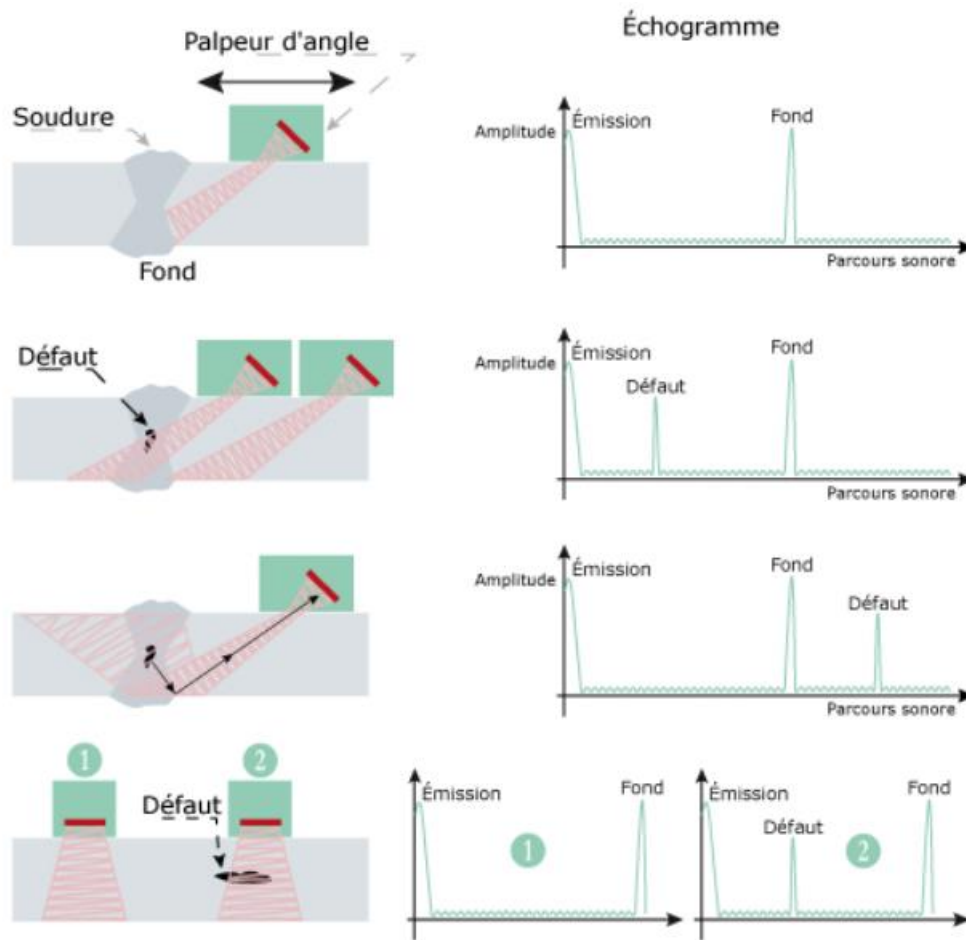 Palpeur d'angle
Échogramme
Soudure
Fond
Amplitude
Émission
Fond
Parcours sonore
Défaut
Amplitude
Émission
Défaut
Fond
Parcours sonore
Amplitude
Émission
Fond
Défaut
Parcours sonore
1
2
Défaut
Émission
1
Fond
Émission
Défaut
2
Fond